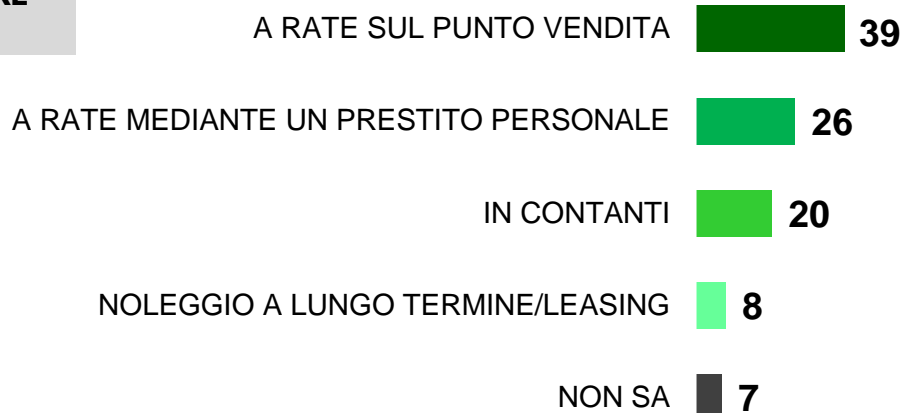 A RATE SUL PUNTO VENDITA 39
A RATE MEDIANTE UN PRESTITO PERSONALE 26
IN CONTANTI 20
NOLEGGIO A LUNGO TERMINE/LEASING 8
NON SA 7